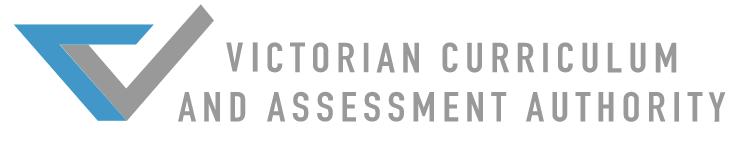 VICTORIAN CURRICULUM
AND ASSESSMENT AUTHORITY